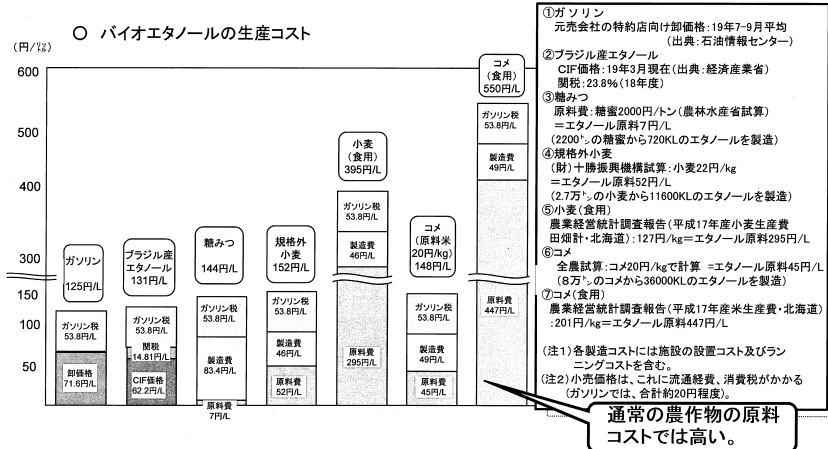 ○ バイオエタノールの生産コスト
(円/㍑)
600
500
400
300
150
100
50
ガソリン
125円/L
ガソリン税
53.8円/L
卸価格
71.6円/L
ブラジル産
エタノール
131円/L
ガソリン税
53.8円/L
関税
14.81円/L
CIF価格
62.2円/L
糖みつ
144円/L
ガソリン税
53.8円/L
製造費
83.4円/L
原料費
7円/L
規格外
小麦
152円/L
ガソリン税
53.8円/L
製造費
46円/L
原料費
52円/L
小麦
(食用)
395円/L
ガソリン税
53.8円/L
製造費
46円/L
原料費
295円/L
コメ
(原料米
20円/kg)
148円/L
ガソリン税
53.8円/L
製造費
49円/L
原料費
45円/L
コメ
(食用)
550円/L
ガソリン税
53.8円/L
製造費
49円/L
原料費
447円/L
①ガソリン
元売会社の特約店向け卸価格:19年7-9月平均
(出典:石油情報センター)
②ブラジル産エタノール
CIF価格:19年3月現在(出典:経済産業省)
関税:23.8%(18年度)
③糖みつ
原料費:糖蜜2000円/トン(農林水産省試算)
=エタノール原料7円/L
(2200㌧の糖蜜から720KLのエタノールを製造)
④規格外小麦
(財)十勝振興機構試算:小麦22円/kg
=エタノール原料52円/L
(2.7万㌧の小麦から11600KLのエタノールを製造)
⑤小麦(食用)
農業経営統計調査報告(平成17年産小麦生産費
田畑計・北海道):127円/kg=エタノール原料295円/L
⑥コメ
全農試算:コメ20円/kgで計算 =エタノール原料45円/L
(8万㌧のコメから36000KLのエタノールを製造)
⑦コメ(食用)
農業経営統計調査報告(平成17年産米生産費・北海道)
:201円/kg=エタノール原料447円/L
(注1)各製造コストには施設の設置コスト及びラン
ニングコストを含む。
(注2)小売価格は、これに流通経費、消費税がかかる
(ガソリンでは、合計約20円程度)。
通常の農作物の原料
コストでは高い。